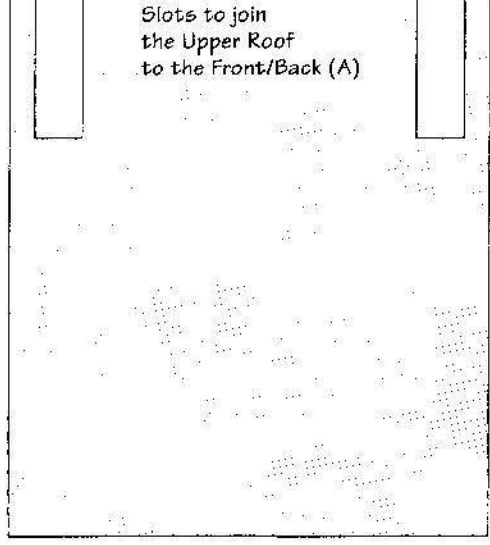 Slots to join
the Upper Roof
to the Front/Back (A)